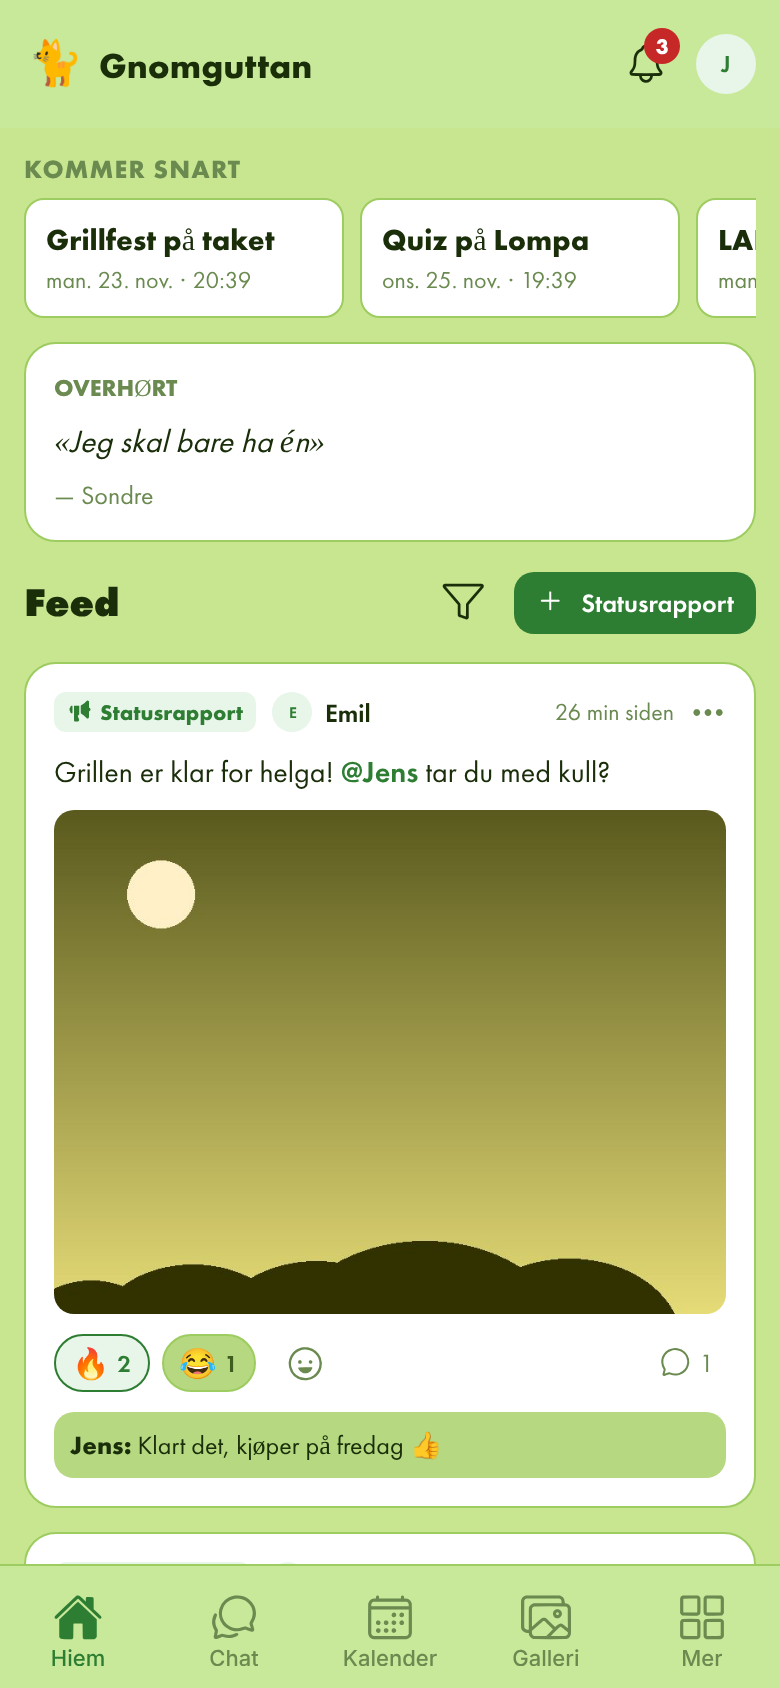 Gnomguttan
3
J
KOMMER SNART
Grillfest på taket
man. 23. nov. · 20:39
Quiz på Lompa
ons. 25. nov. · 19:39
OVERHØRT
«Jeg skal bare ha én»
— Sondre
Feed
+ Statusrapport
Statusrapport
E
Emil
26 min siden
Grillen er klar for helga! @Jens tar du med kull?
🔥 2
😂 1
1
Jens: Klart det, kjøper på fredag 👍
Hiem
Chat
Kalender
Galleri
Mer